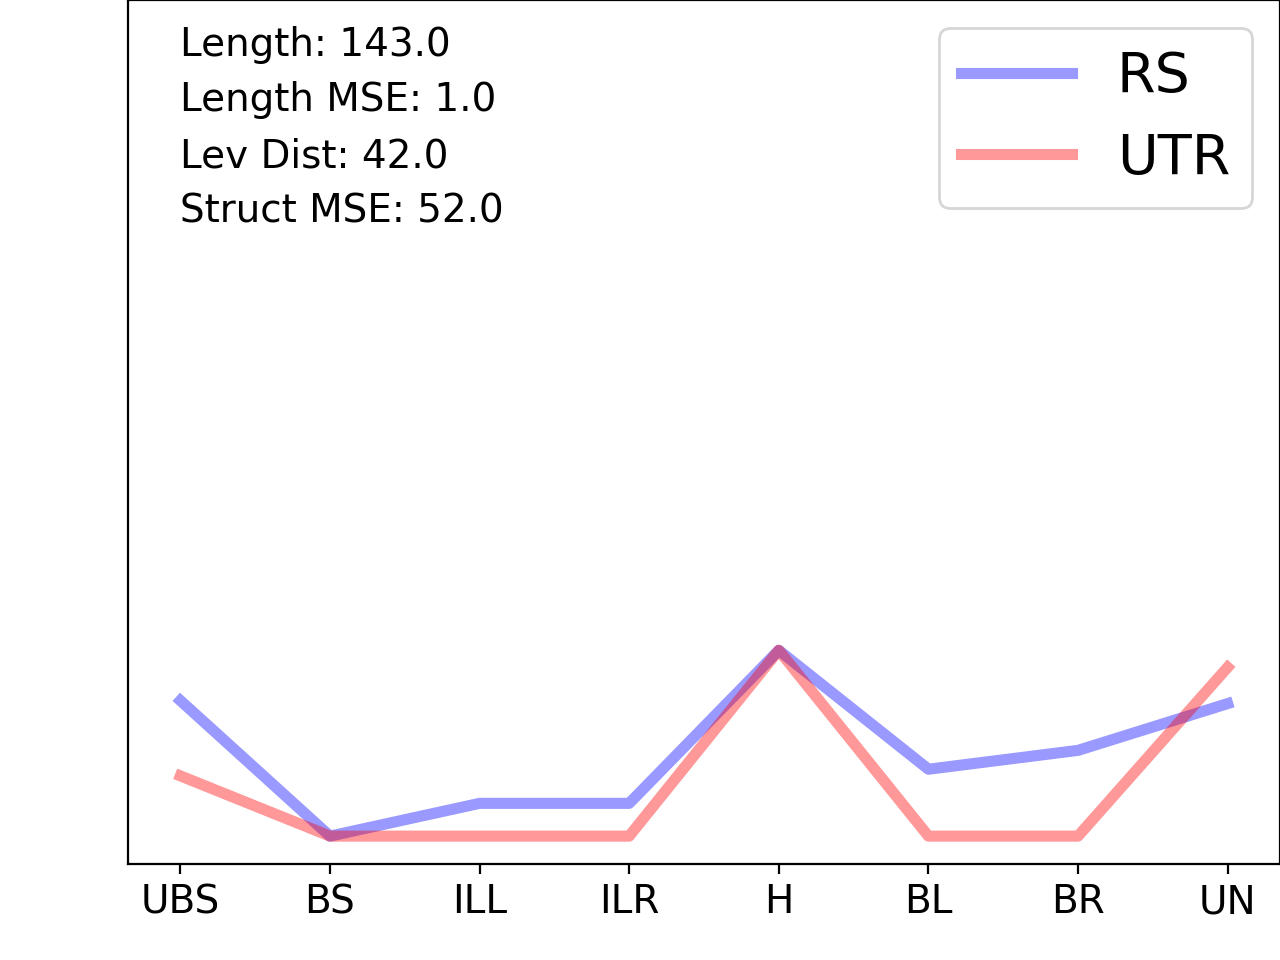 Length: 143.0
Length MSE: 1.0
Lev Dist: 42.0
Struct MSE: 52.0
RS
UTR
UBS BS ILL ILR H BL BR UN